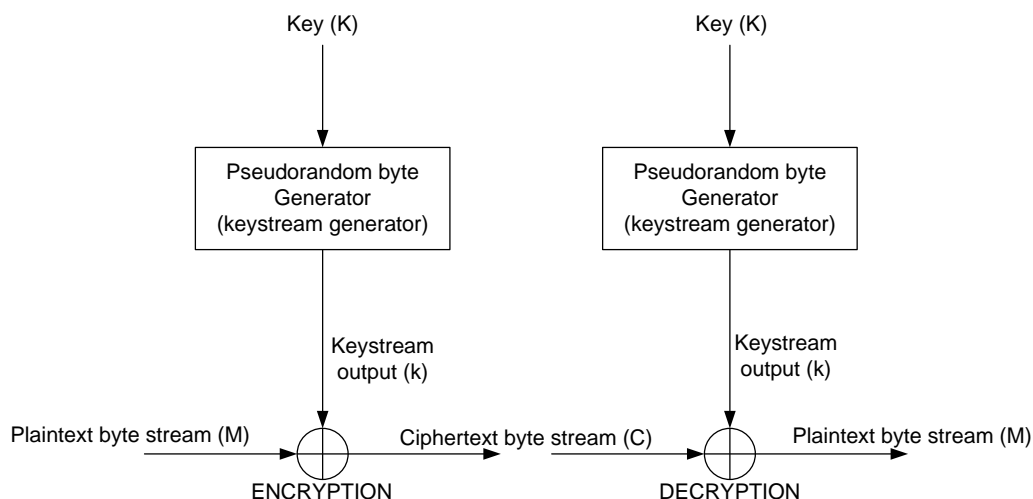 Key (K)
Key (K)
Pseudorandom byte
Generator
(keystream generator)
Pseudorandom byte
Generator
(keystream generator)
Keystream
output (k)
Keystream
output (k)
Plaintext byte stream (M)
Ciphertext byte stream (C)
Plaintext byte stream (M)
ENCRYPTION
DECRYPTION